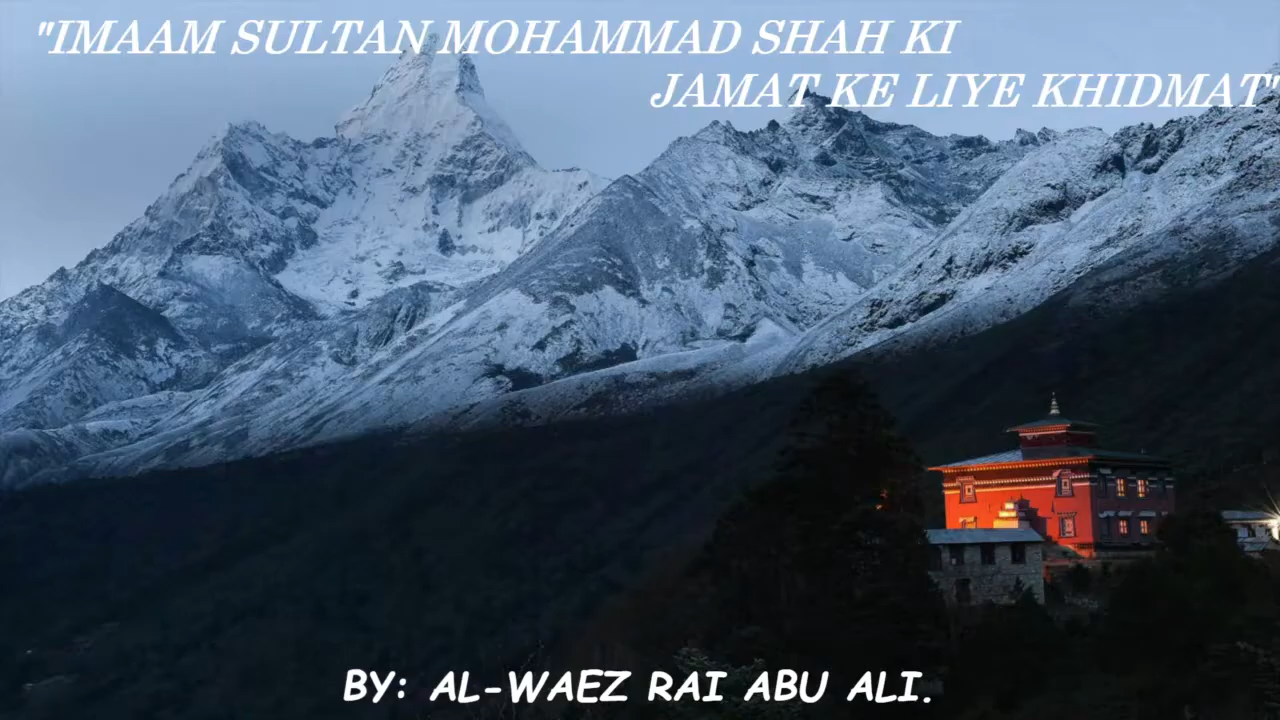 "IMAAM SULTAN MOHAMMAD SHAH KI
JAMAT KE LIYE KHIDMAT"
BY: AL-WAEZ RAI ABU ALI.